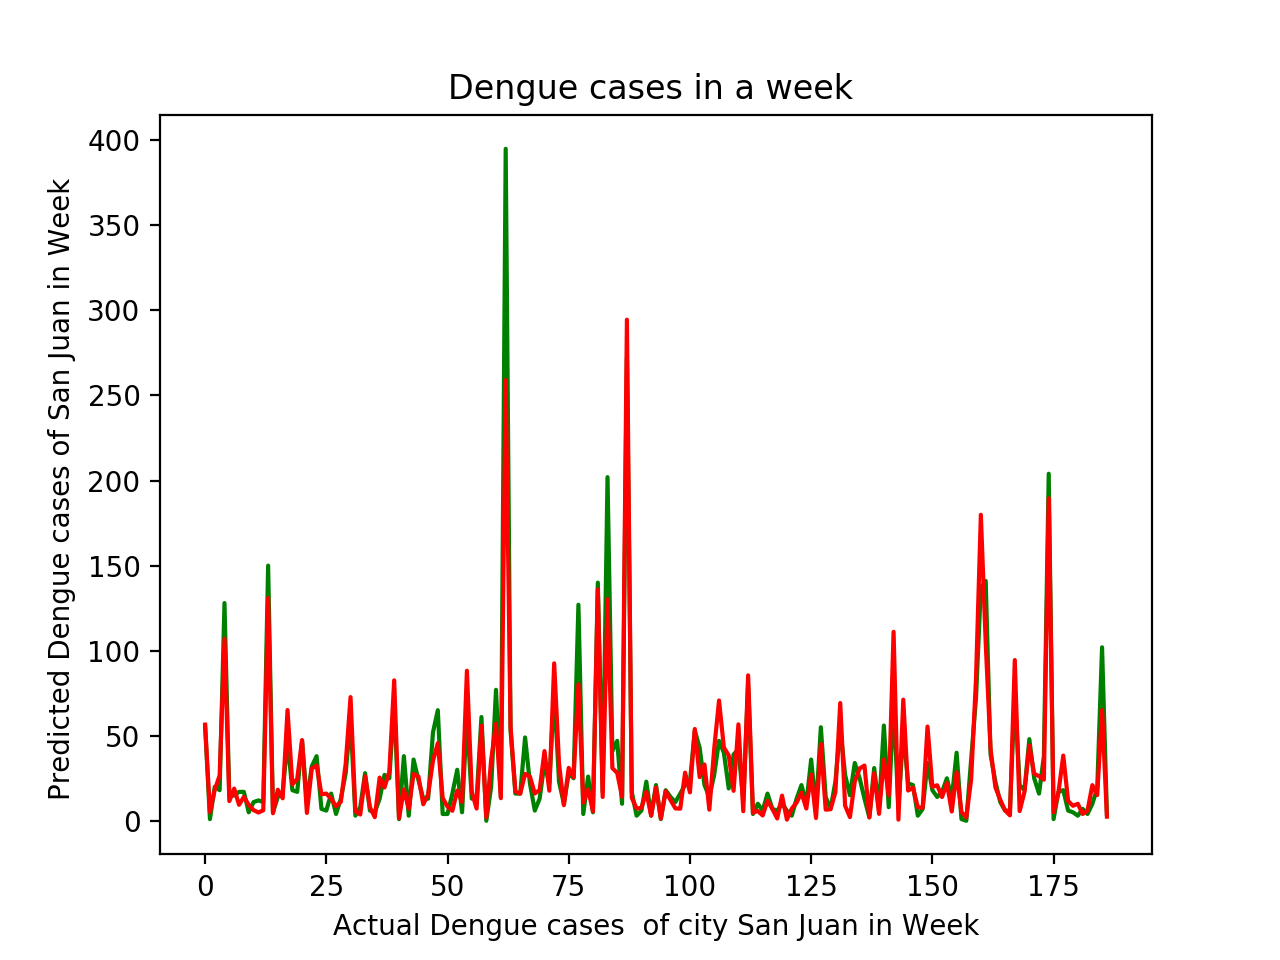 Dengue cases in a week
400
350
300
250
200
150
100
50
0
Predicted Dengue cases of San Juan in Week
0 25 50 75 100 125 150 175
Actual Dengue cases  of city San Juan in Week